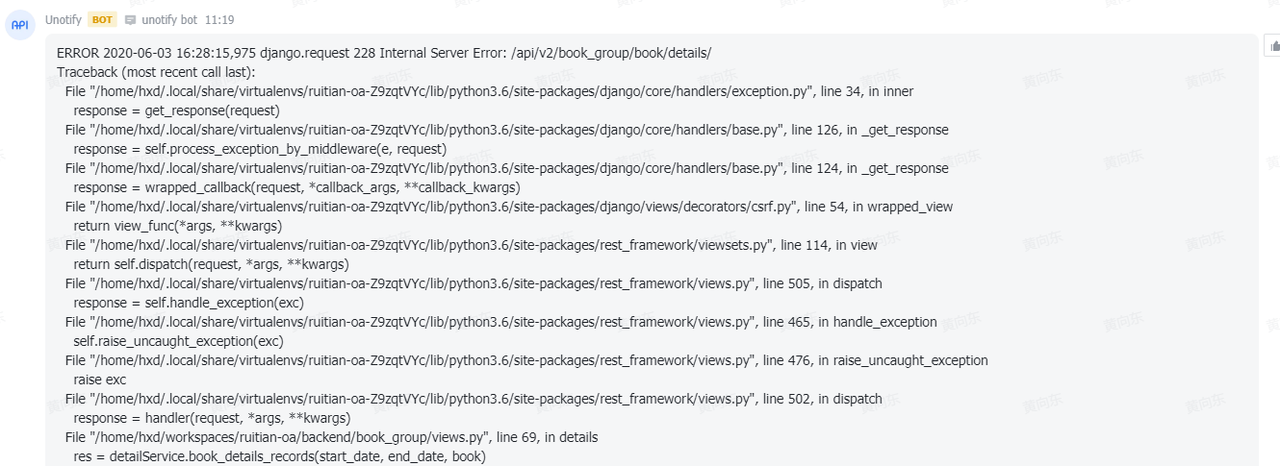 API
Unotify BOT unotify bot 11:19
ERROR 2020-06-03 16:28:15,975 django.request 228 Internal Server Error: /api/v2/book_group/book/details/
Traceback (most recent call last):
File "/home/hxd/.local/share/virtualenvs/ruitian-oa-Z9zqtVYc/lib/python3.6/site-packages/django/core/handlers/exception.py", line 34, in inner
response = get_response(request)
File "/home/hxd/.local/share/virtualenvs/ruitian-oa-Z9zqtVYc/lib/python3.6/site-packages/django/core/handlers/base.py", line 126, in _get_response
response = self.process_exception_by_middleware(e, request)
File "/home/hxd/.local/share/virtualenvs/ruitian-oa-Z9zqtVYc/lib/python3.6/site-packages/django/core/handlers/base.py", line 124, in _get_response
response = wrapped_callback(request, *callback_args, **callback_kwargs)
File "/home/hxd/.local/share/virtualenvs/ruitian-oa-Z9zqtVYc/lib/python3.6/site-packages/django/views/decorators/csrf.py", line 54, in wrapped_view
return view_func(*args, **kwargs)
File "/home/hxd/.local/share/virtualenvs/ruitian-oa-Z9zqtVYc/lib/python3.6/site-packages/rest_framework/viewsets.py", line 114, in view
return self.dispatch(request, *args, **kwargs)
File "/home/hxd/.local/share/virtualenvs/ruitian-oa-Z9zqtVYc/lib/python3.6/site-packages/rest_framework/views.py", line 505, in dispatch
response = self.handle_exception(exc)
File "/home/hxd/.local/share/virtualenvs/ruitian-oa-Z9zqtVYc/lib/python3.6/site-packages/rest_framework/views.py", line 465, in handle_exception
self.raise_uncaught_exception(exc)
File "/home/hxd/.local/share/virtualenvs/ruitian-oa-Z9zqtVYc/lib/python3.6/site-packages/rest_framework/views.py", line 476, in raise_uncaught_exception
raise exc
File "/home/hxd/.local/share/virtualenvs/ruitian-oa-Z9zqtVYc/lib/python3.6/site-packages/rest_framework/views.py", line 502, in dispatch
response = handler(request, *args, **kwargs)
File "/home/hxd/workspaces/ruitian-oa/backend/book_group/views.py", line 69, in details
res = detailService.book_details_records(start_date, end_date, book)
黄向东